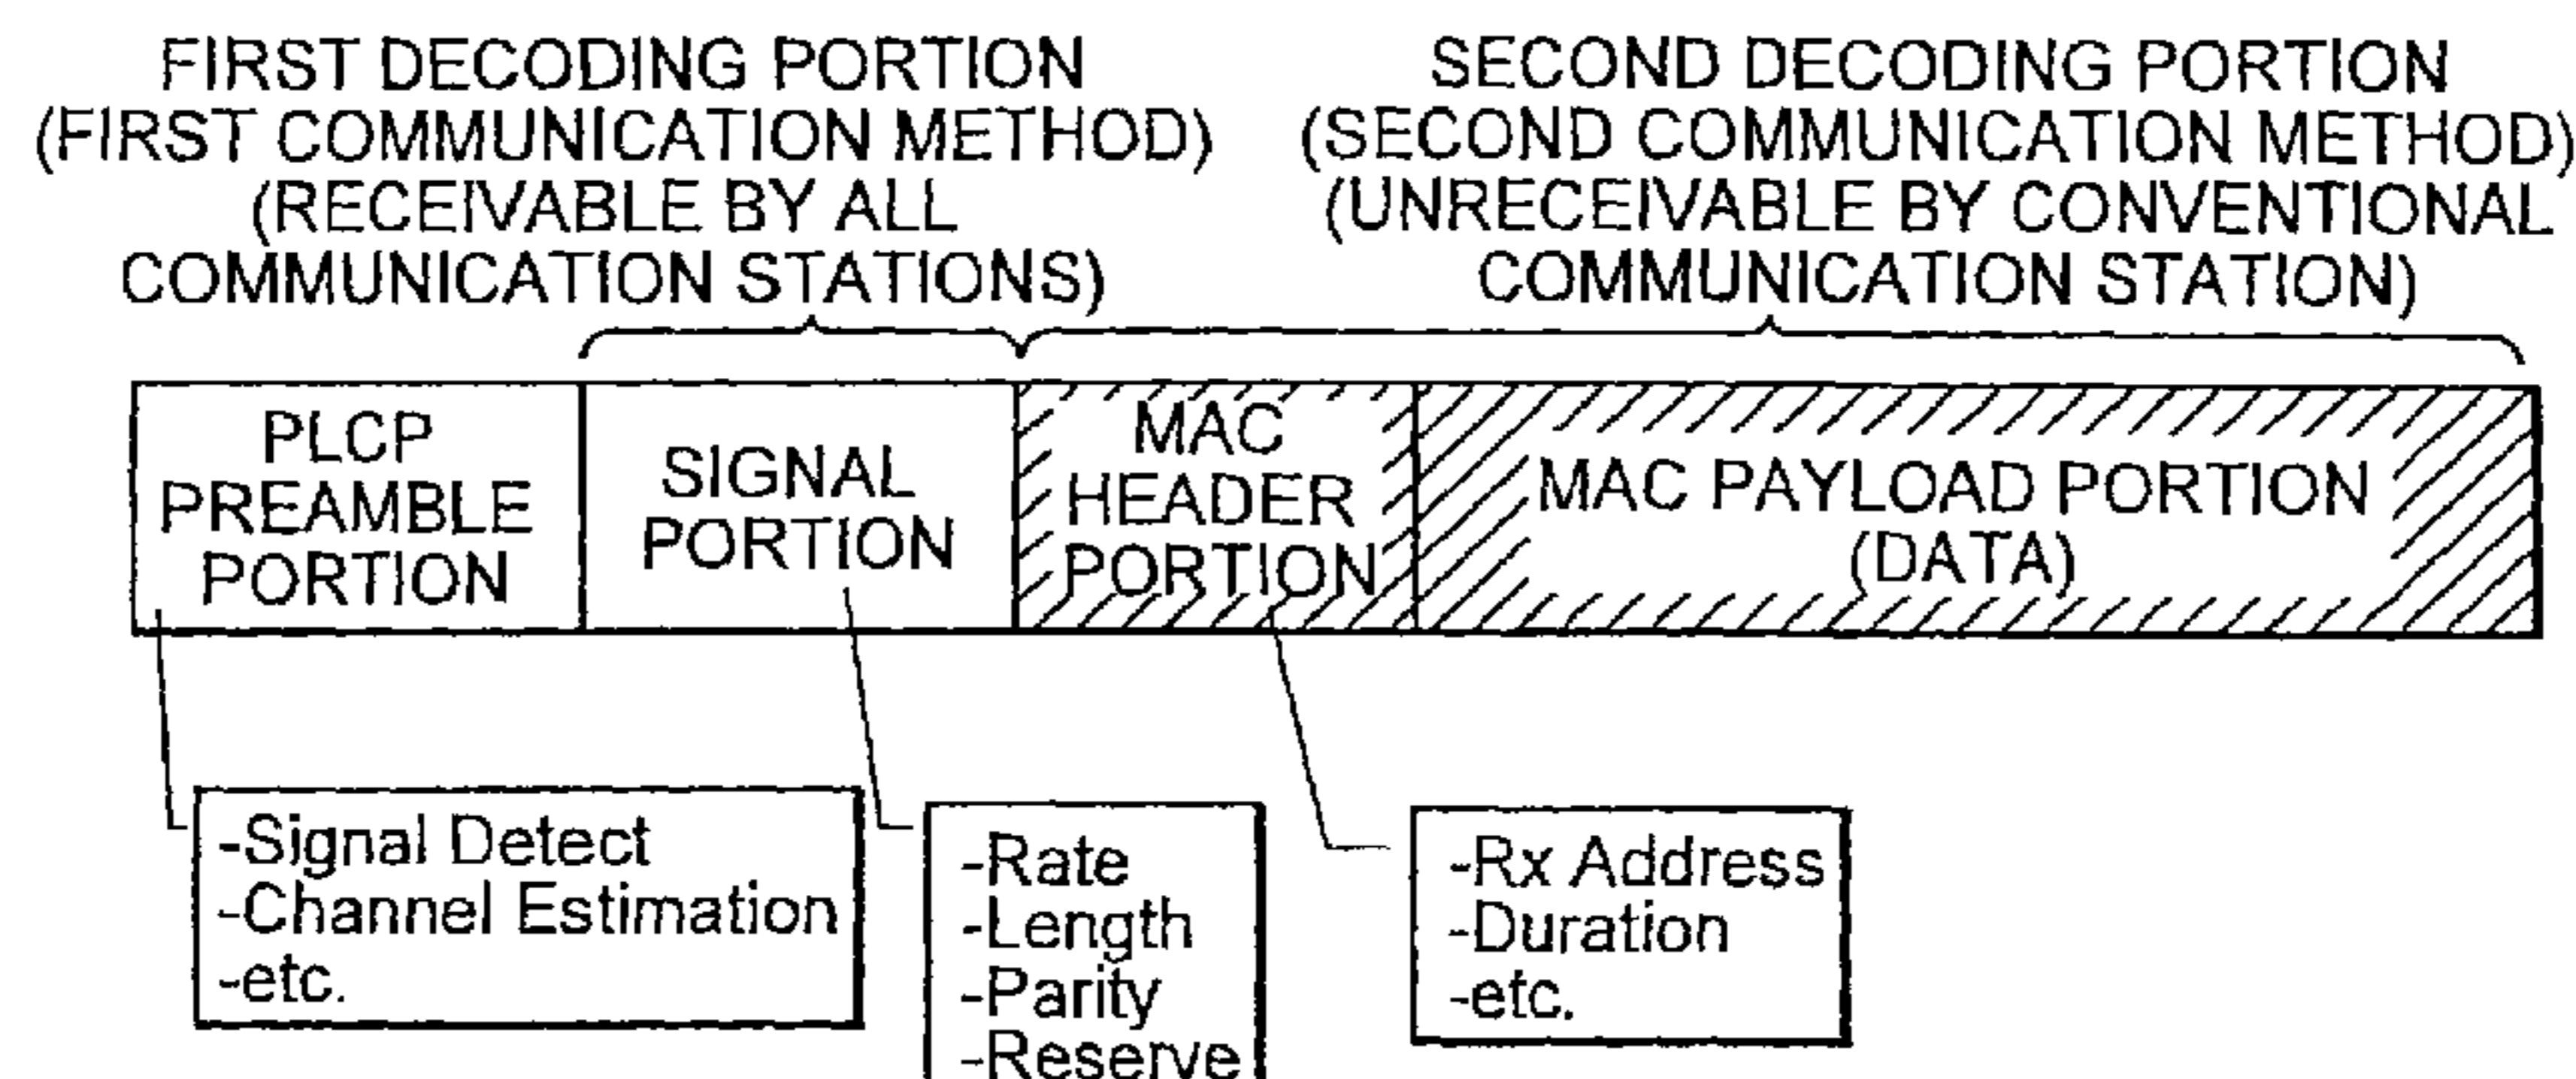 FIRST DECODING PORTION
(FIRST COMMUNICATION METHOD)
(RECEIVABLE BY ALL
COMMUNICATION STATIONS)
SECOND DECODING PORTION
(SECOND COMMUNICATION METHOD)
(UNRECEIVABLE BY CONVENTIONAL
COMMUNICATION STATION)
PLCP
PREAMBLE
PORTION
SIGNAL
PORTION
MAC
HEADER
PORTION
MAC PAYLOAD PORTION
(DATA)
-Signal Detect
-Channel Estimation
-etc.
-Rate
-Length
-Parity
-Reserve
-Rx Address
-Duration
-etc.